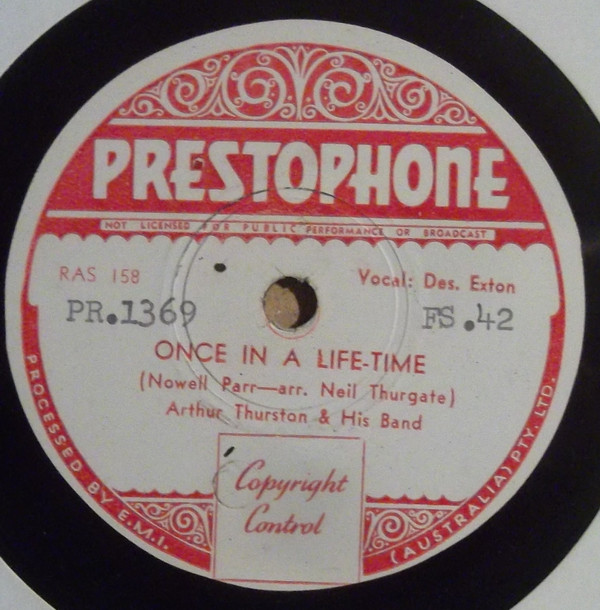 PRESTOPHONE
NOT LICENSED FOR PUBLIC PERFORMANCE OR BROADCAST
RAS 158
Vocal: Des. Exton
PR.1369
FS.42
ONCE IN A LIFE-TIME
(Nowell Parr—arr. Neil Thurgate)
Arthur Thurston & His Band
Copyright
Control
PROCESSED BY E.M.I. (AUSTRALIA) PTY. LTD.